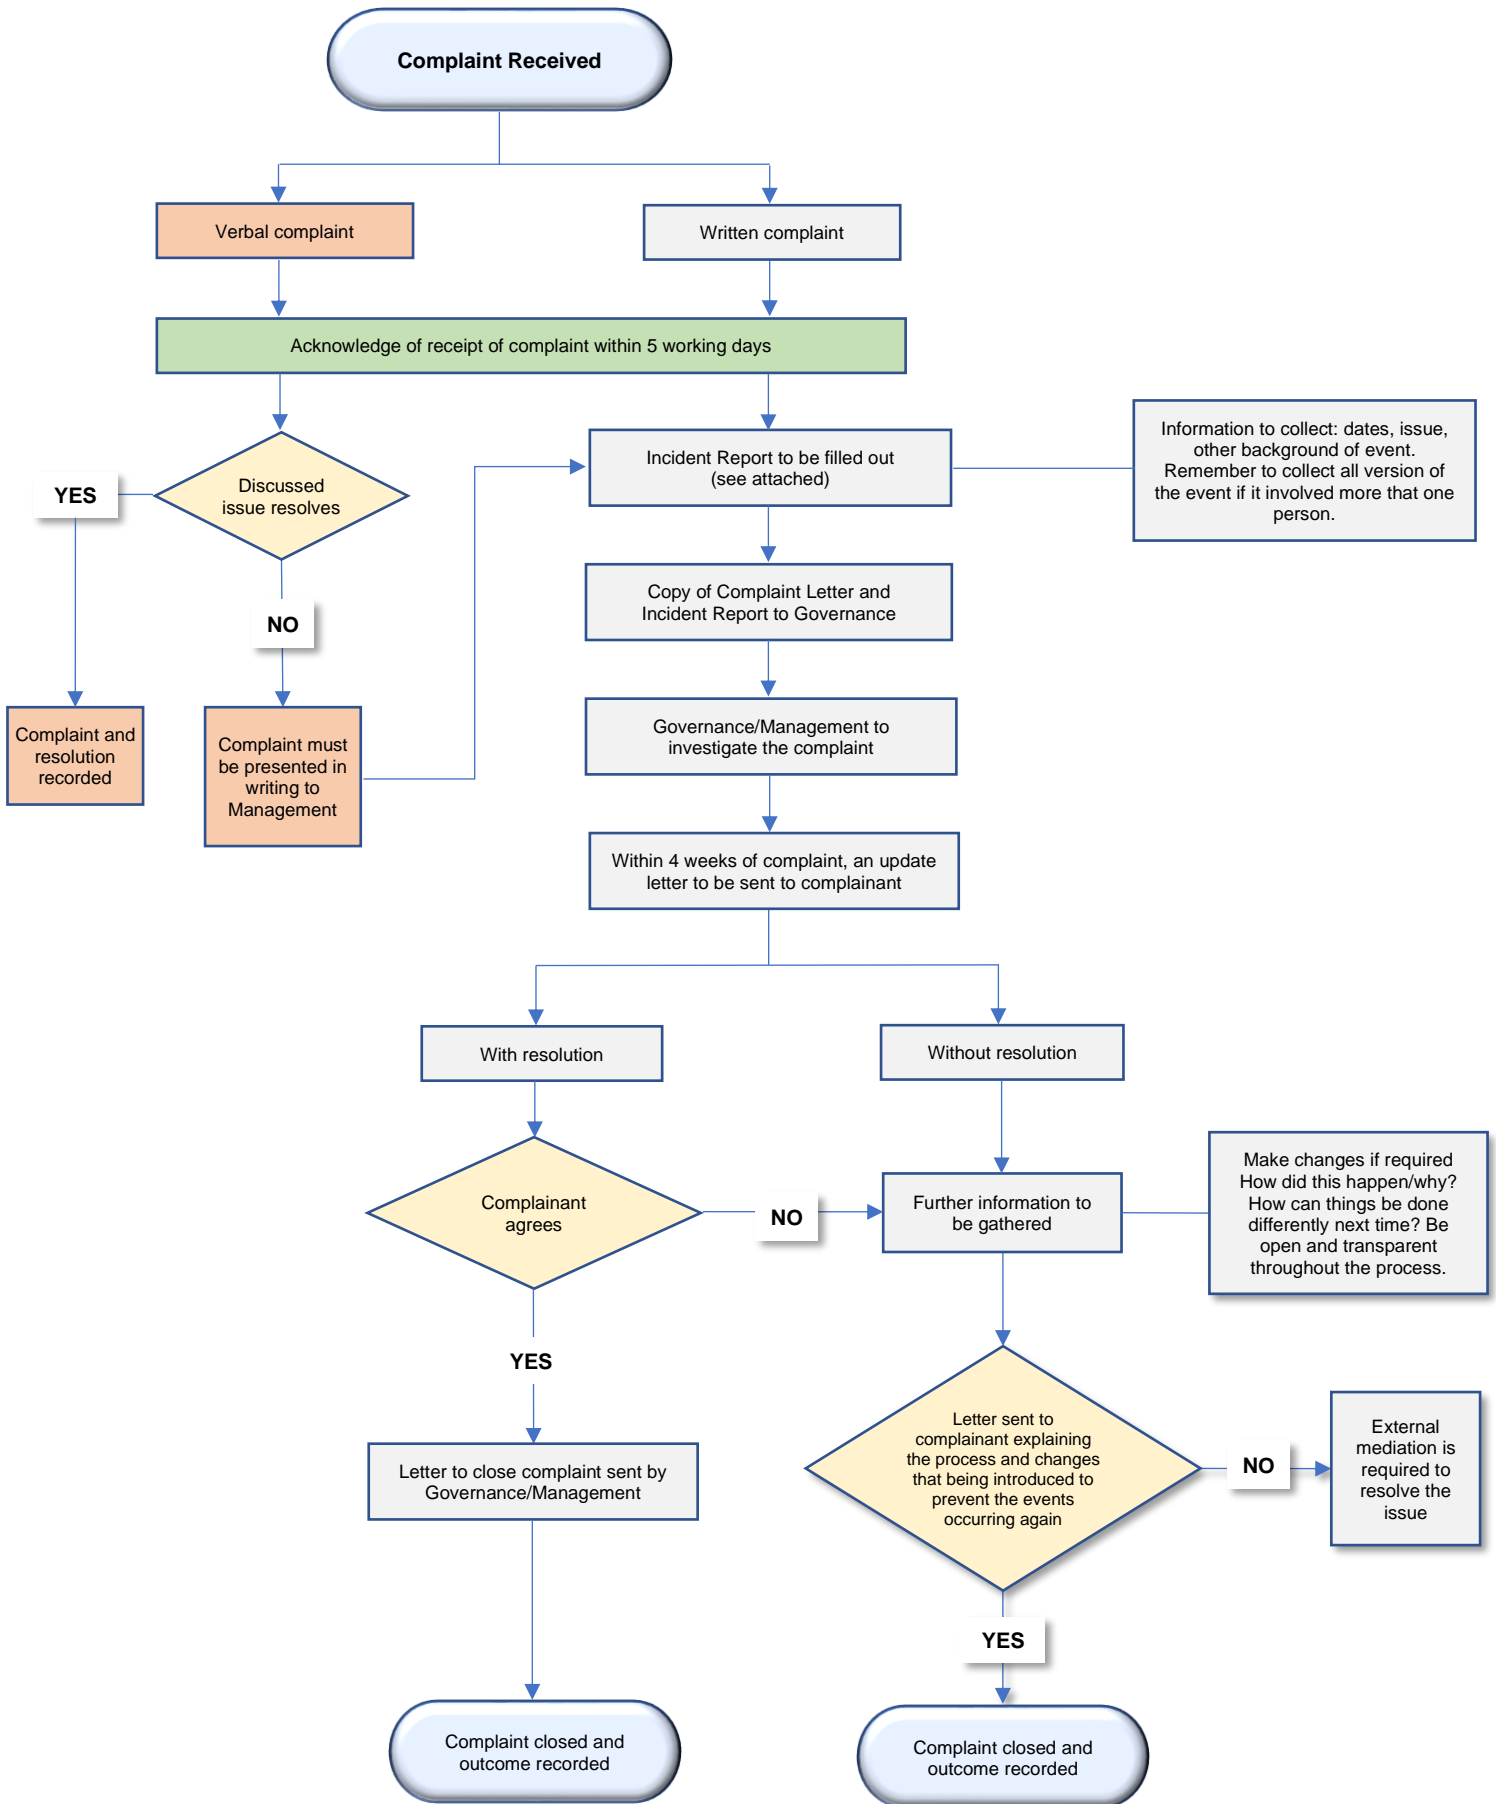 Complaint Received
Verbal complaint
Written complaint
Acknowledge of receipt of complaint within 5 working days
Discussed
issue resolves
YES
NO
Incident Report to be filled out
(see attached)
Information to collect: dates, issue,
other background of event.
Remember to collect all version of
the event if it involved more that one
person.
Copy of Complaint Letter and
Incident Report to Governance
Complaint and
resolution
recorded
Complaint must
be presented in
writing to
Management
Governance/Management to
investigate the complaint
Within 4 weeks of complaint, an update
letter to be sent to complainant
With resolution
Without resolution
Complainant
agrees
NO
Further information to
be gathered
Make changes if required
How did this happen/why?
How can things be done
differently next time? Be
open and transparent
throughout the process.
YES
Letter to close complaint sent by
Governance/Management
Letter sent to
complainant explaining
the process and changes
that being introduced to
prevent the events
occurring again
NO
External
mediation is
required to
resolve the
issue
YES
Complaint closed and
outcome recorded
Complaint closed and
outcome recorded